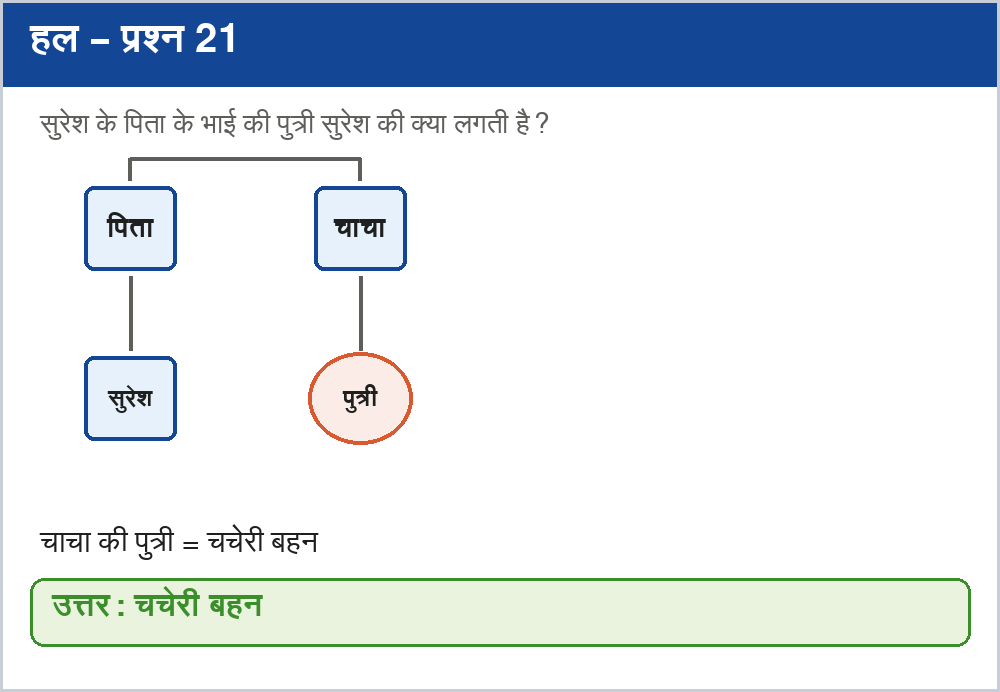 हल – प्रश्न 21
सुरेश के पिता के भाई की पुत्री सुरेश की क्या लगती है ?
पिता
चाचा
सुरेश
पुत्री
चाचा की पुत्री = चचेरी बहन
उत्तर : चचेरी बहन